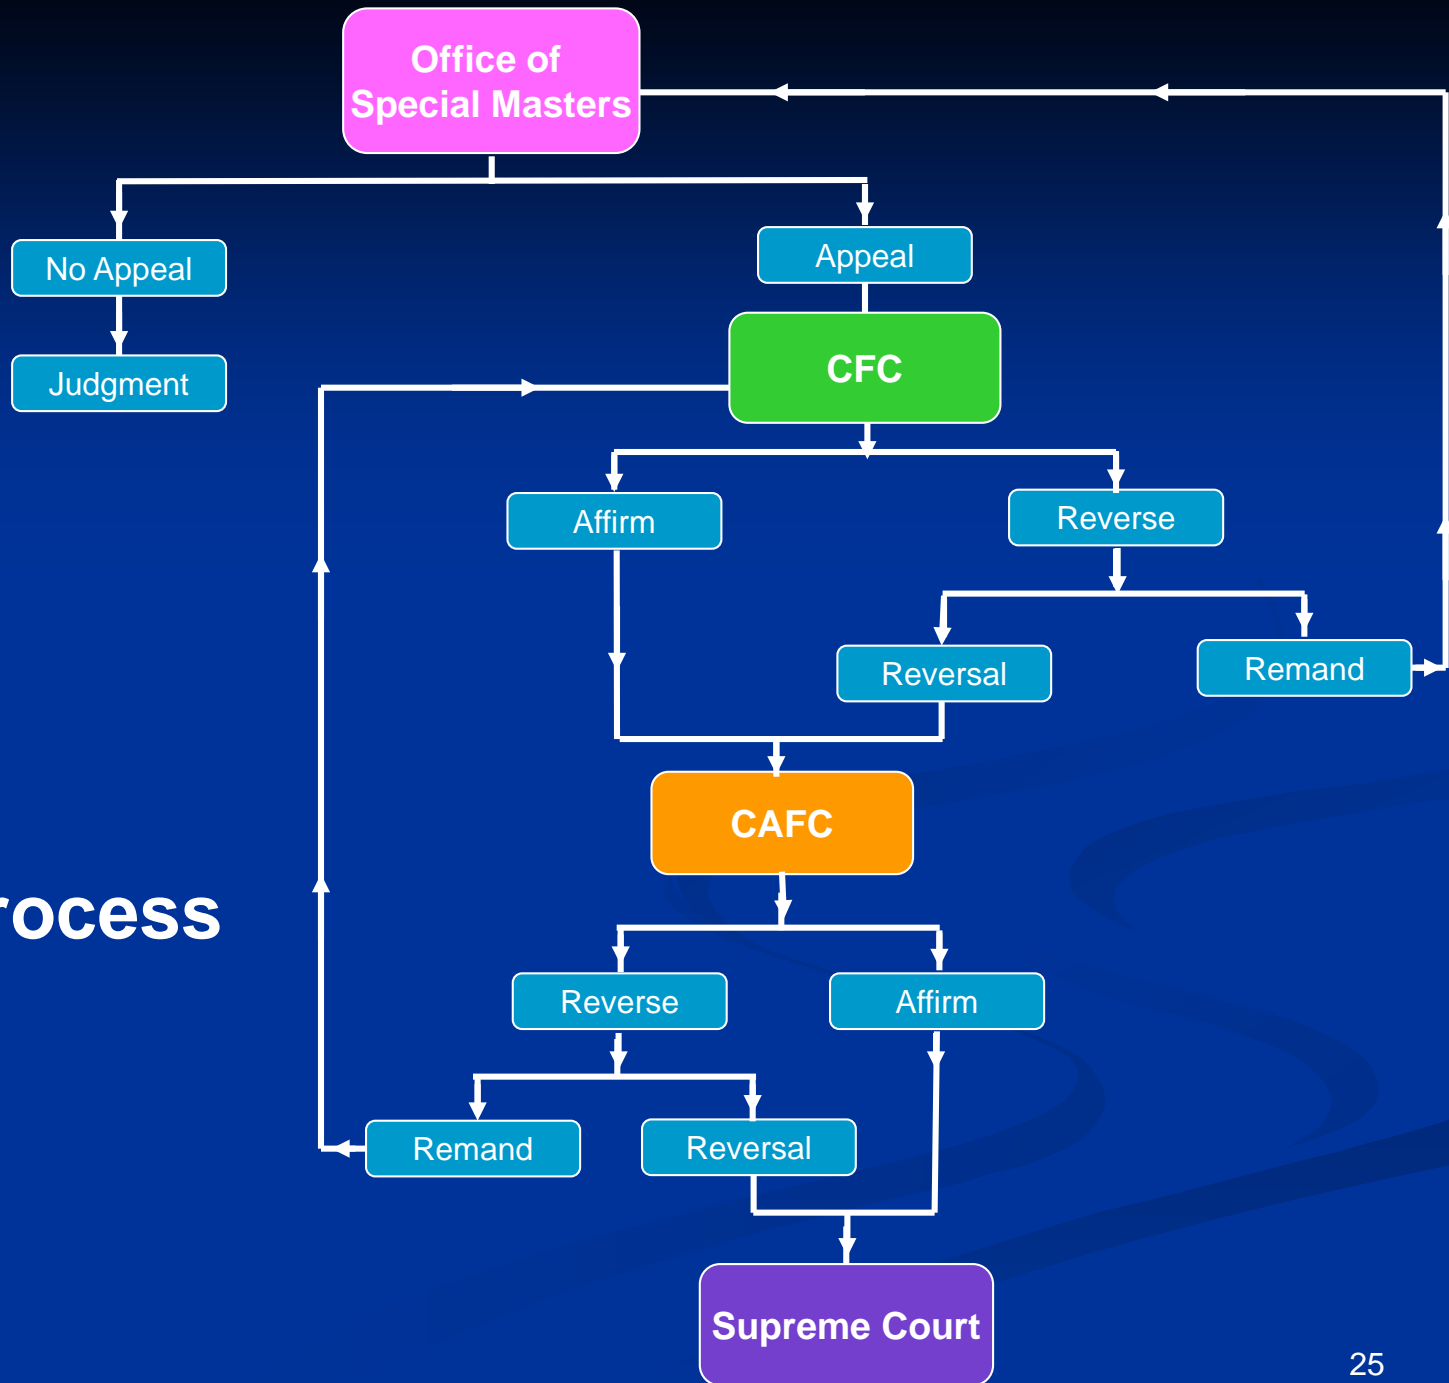 Office of
Special Masters
No Appeal
Appeal
Judgment
CFC
Affirm
Reverse
Reversal
Remand
CAFC
rocess
Reverse
Affirm
Remand
Reversal
Supreme Court
25